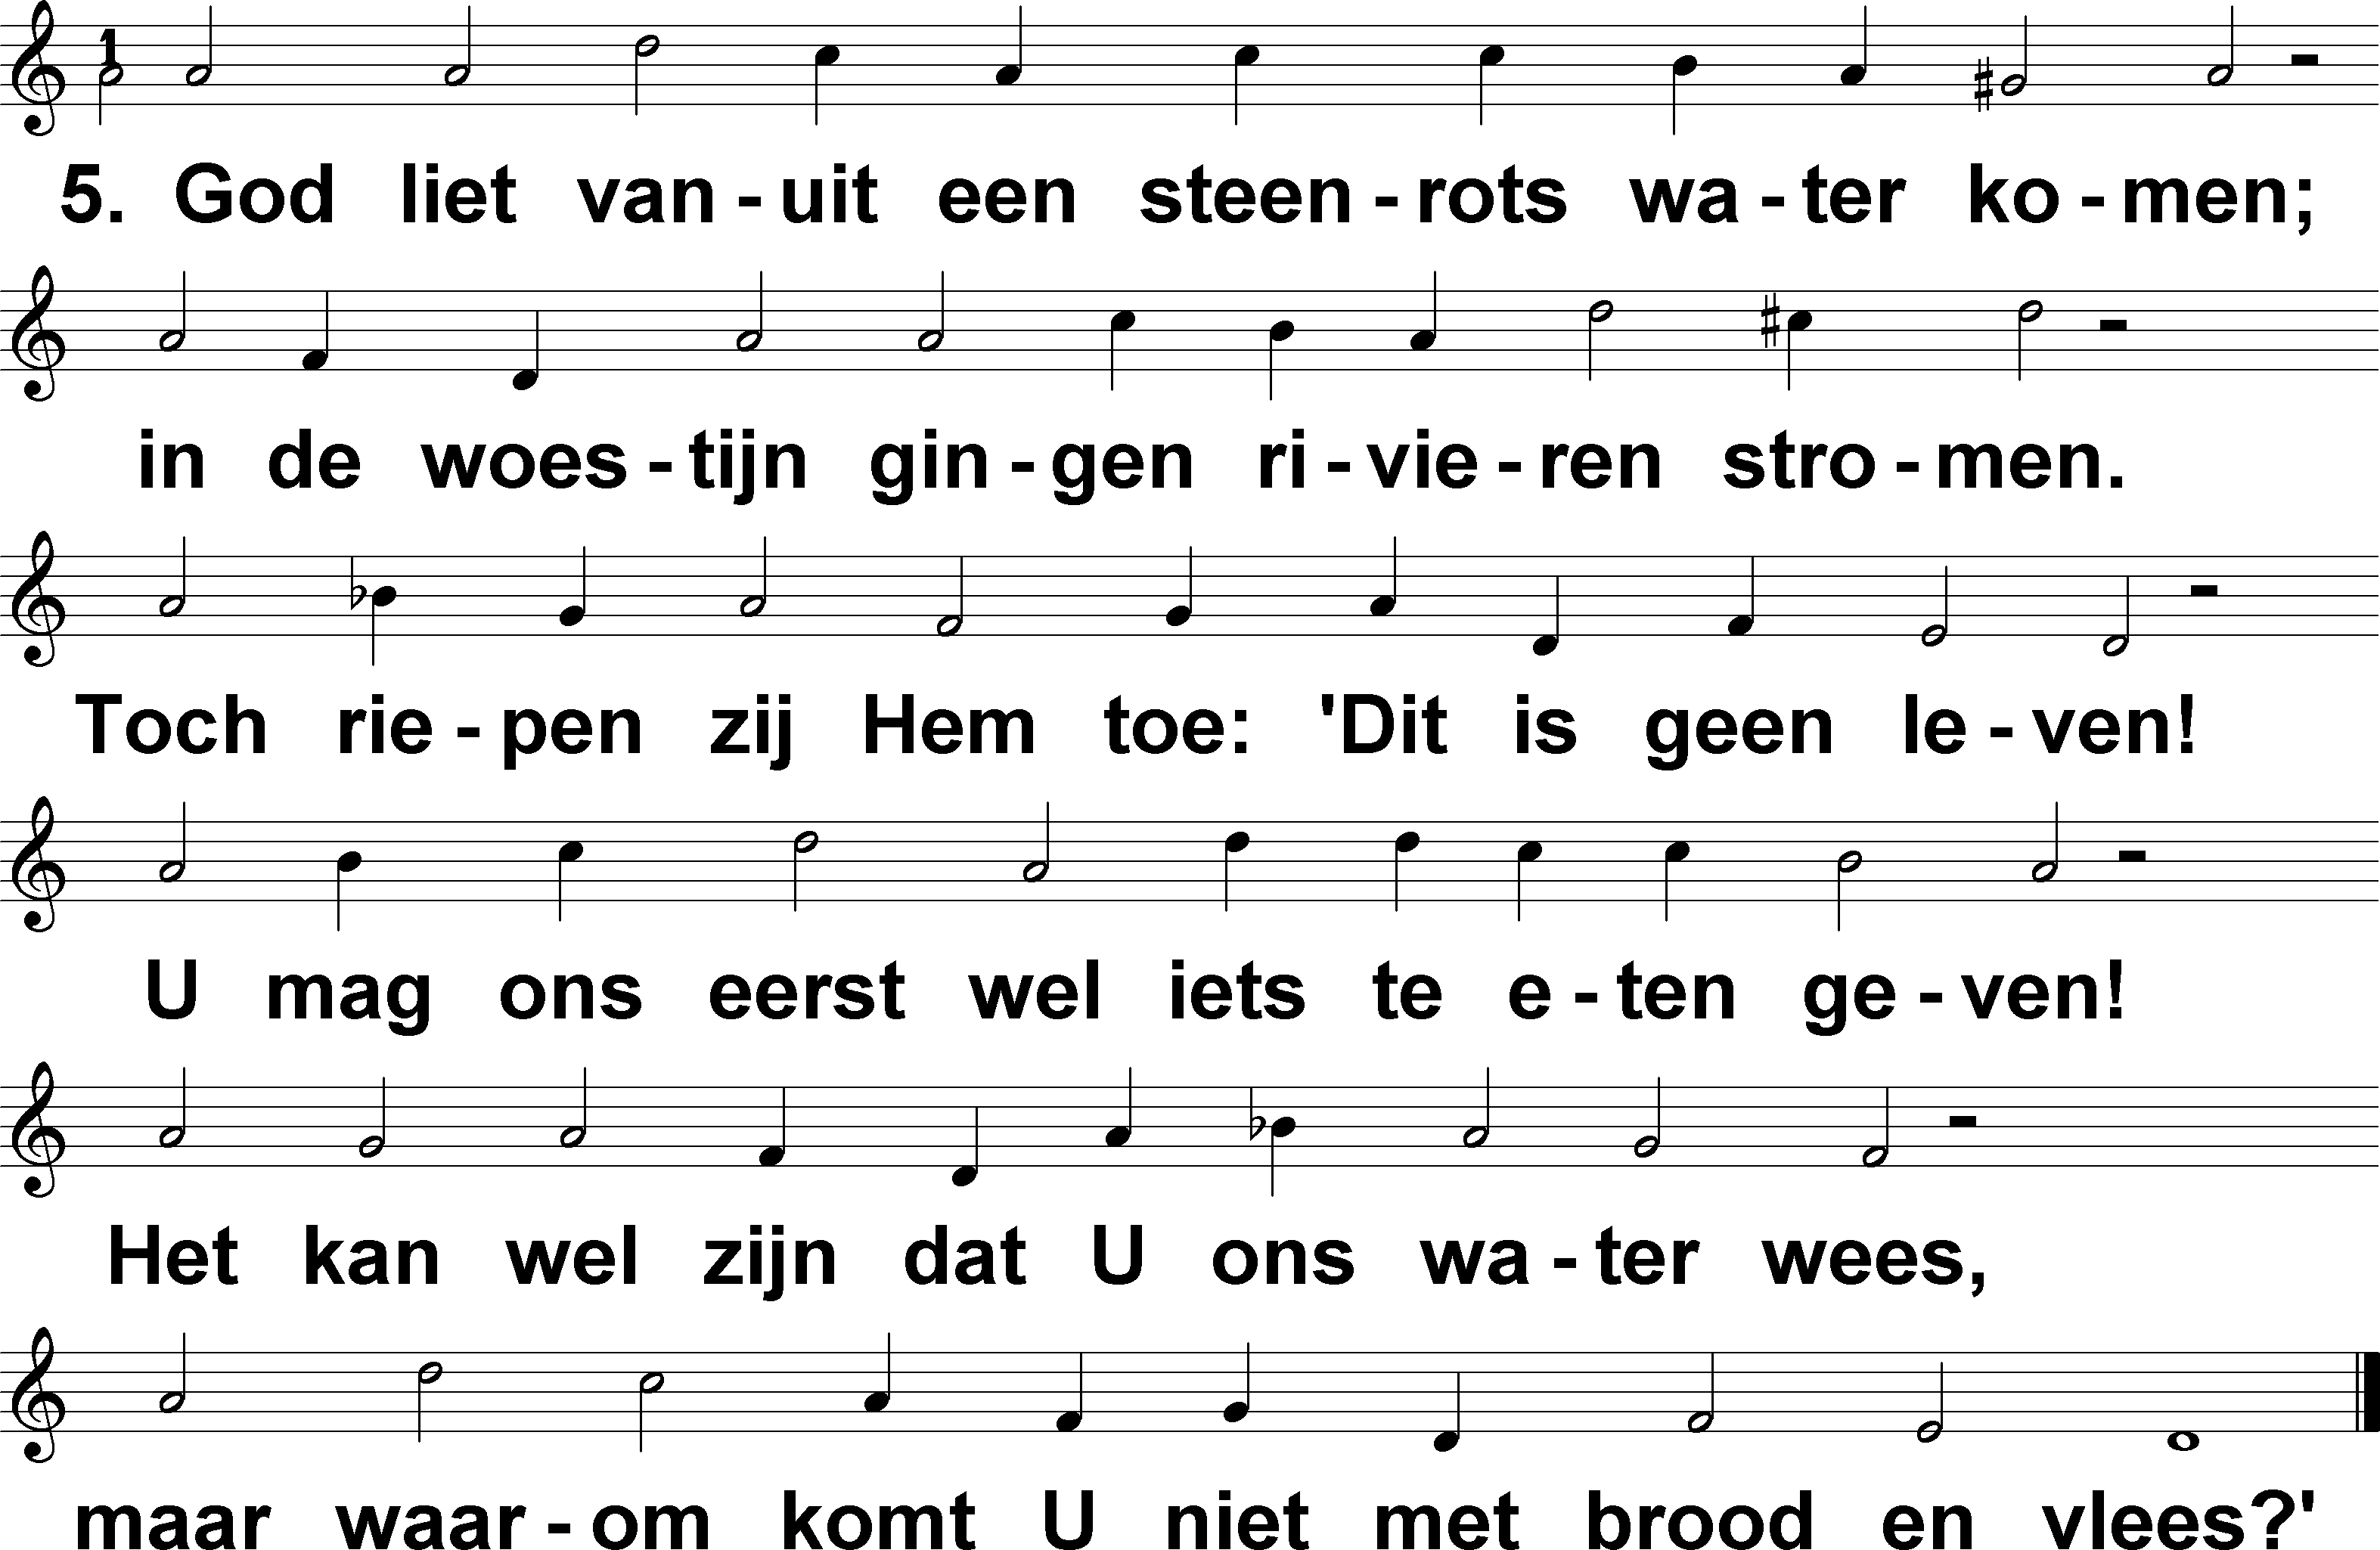 1
5. God liet van-uit een steen-rots wa-ter ko-men;
in de woes-tijn gin-gen ri-vie-ren stro-men.
Toch rie-pen zij Hem toe: 'Dit is geen le-ven!
U mag ons eerst wel iets te e-ten ge-ven!
Het kan wel zijn dat U ons wa-ter wees,
maar waar-om komt U niet met brood en vlees?'